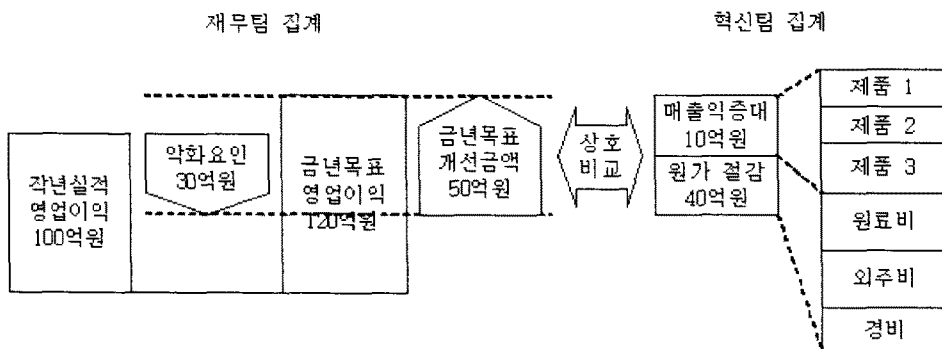 재무팀 집계
혁신팀 집계
작년실적
영업이익
100억원
악화요인
30억원
금년목표
영업이익
120억원
금년목표
개선금액
50억원
상호
비교
매출익증대
10억원
원가 절감
40억원
제품 1
제품 2
제품 3
원료비
외주비
경비